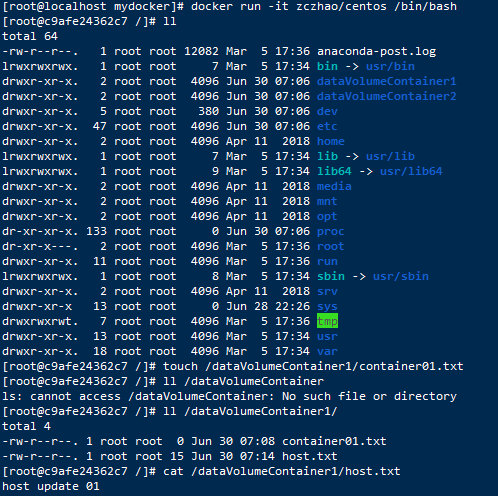 [root@localhost mydocker]# docker run -it zczhao/centos /bin/bash
[root@c9afe24362c7 /]# ll
total 64
-rw-r--r--.   1 root root 12082 Mar  5 17:36 anaconda-post.log
lrwxrwxrwx.   1 root root     7 Mar  5 17:34 bin -> usr/bin
drwxr-xr-x.   2 root root  4096 Jun 30 07:06 dataVolumeContainer1
drwxr-xr-x.   2 root root  4096 Jun 30 07:06 dataVolumeContainer2
drwxr-xr-x.   5 root root   380 Jun 30 07:06 dev
drwxr-xr-x.  47 root root  4096 Jun 30 07:06 etc
drwxr-xr-x.   2 root root  4096 Apr 11  2018 home
lrwxrwxrwx.   1 root root     7 Mar  5 17:34 lib -> usr/lib
lrwxrwxrwx.   1 root root     9 Mar  5 17:34 lib64 -> usr/lib64
drwxr-xr-x.   2 root root  4096 Apr 11  2018 media
drwxr-xr-x.   2 root root  4096 Apr 11  2018 mnt
drwxr-xr-x.   2 root root  4096 Apr 11  2018 opt
dr-xr-xr-x. 133 root root     0 Jun 30 07:06 proc
dr-xr-x---.   2 root root  4096 Mar  5 17:36 root
drwxr-xr-x.  11 root root  4096 Mar  5 17:36 run
lrwxrwxrwx.   1 root root     8 Mar  5 17:34 sbin -> usr/sbin
drwxr-xr-x.   2 root root  4096 Apr 11  2018 srv
drwxr-xr-x   13 root root     0 Jun 28 22:26 sys
drwxrwxrwt.   7 root root  4096 Mar  5 17:36 tmp
drwxr-xr-x.  13 root root  4096 Mar  5 17:34 usr
drwxr-xr-x.  18 root root  4096 Mar  5 17:34 var
[root@c9afe24362c7 /]# touch /dataVolumeContainer1/container01.txt
[root@c9afe24362c7 /]# ll /dataVolumeContainer
ls: cannot access /dataVolumeContainer: No such file or directory
[root@c9afe24362c7 /]# ll /dataVolumeContainer1/
total 4
-rw-r--r--. 1 root root  0 Jun 30 07:08 container01.txt
-rw-r--r--. 1 root root 15 Jun 30 07:14 host.txt
[root@c9afe24362c7 /]# cat /dataVolumeContainer1/host.txt
host update 01